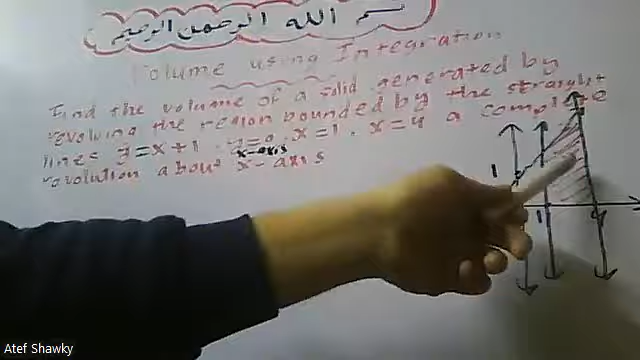 بسم الله الرحمن الرحيم
Volume using Integration
Find the volume of a solid generated by
revolving the region bounded by the straight
lines y=x+1 , y=0 , x=1 , x=4 a complete
x-axis
revolution about x-axis
1
1 4
Atef Shawky